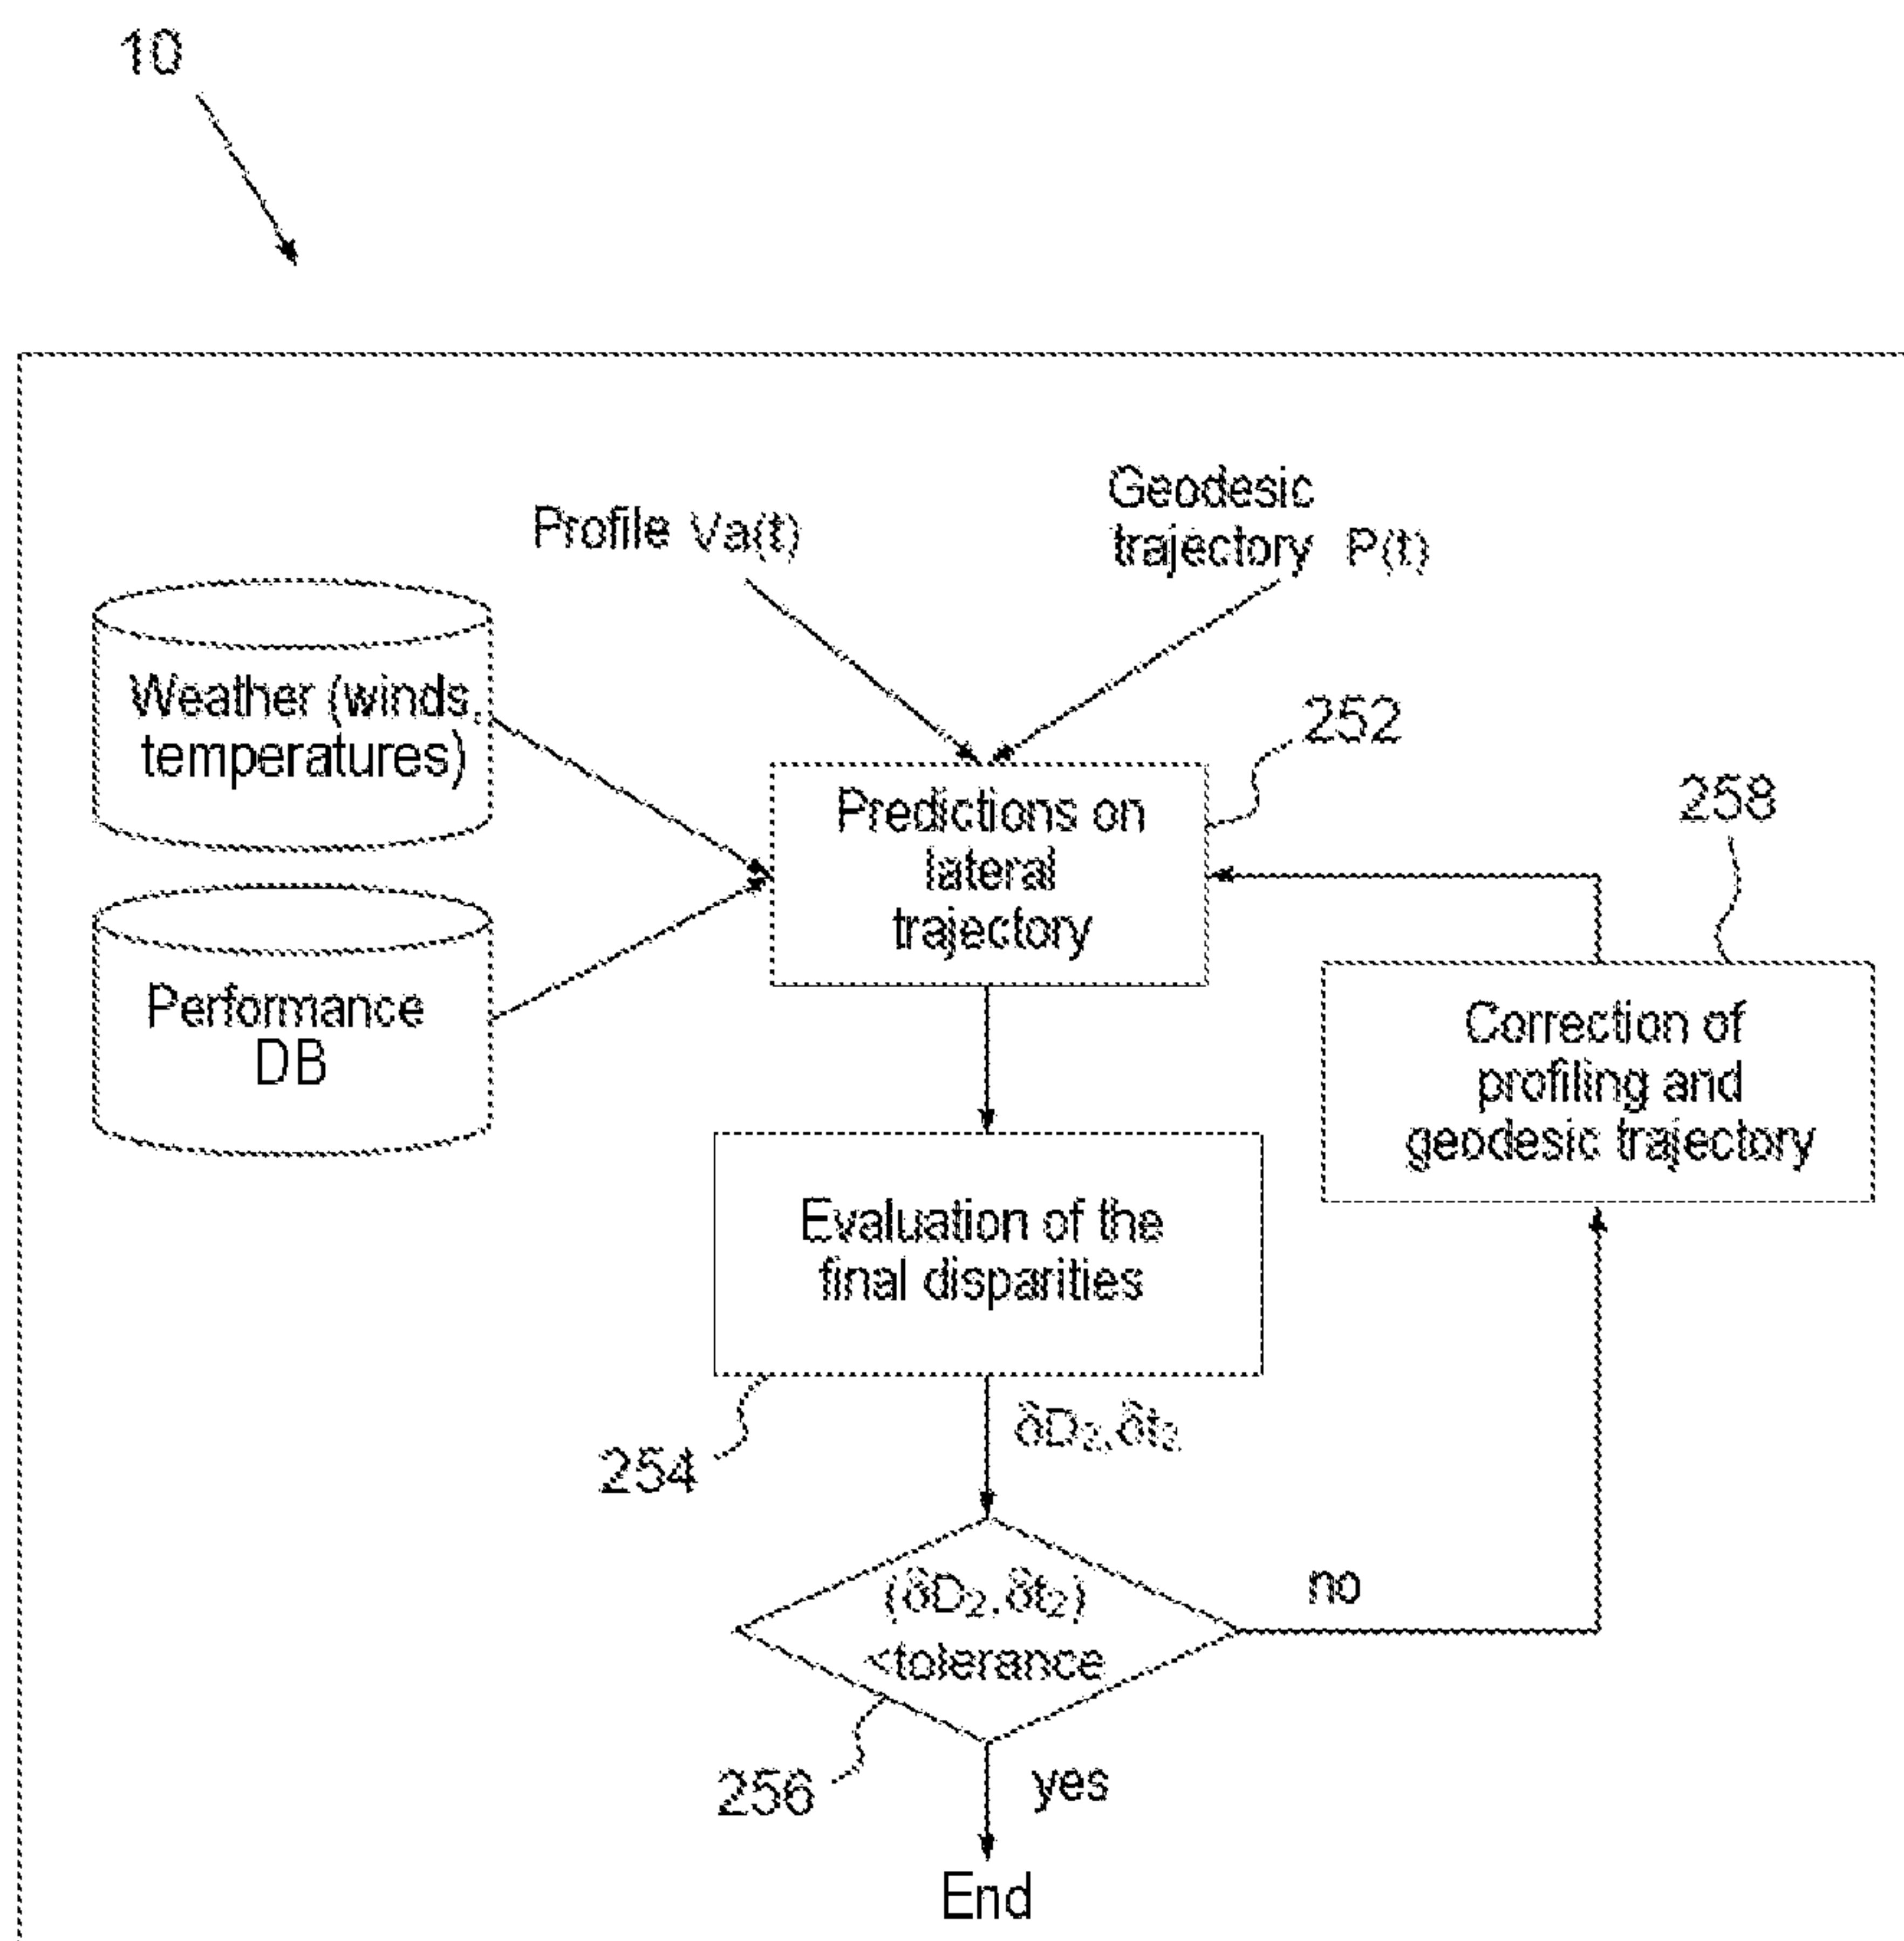 10
Profile Va(t)
Geodesic
trajectory P(t)
Weather (winds,
temperatures)
252
Predictions on
lateral
trajectory
258
Performance
DB
Correction of
profiling and
geodesic trajectory
Evaluation of the
final disparities
254
δD₂,δt₂
(δD₂,δt₂)
<tolerance
no
256
yes
End